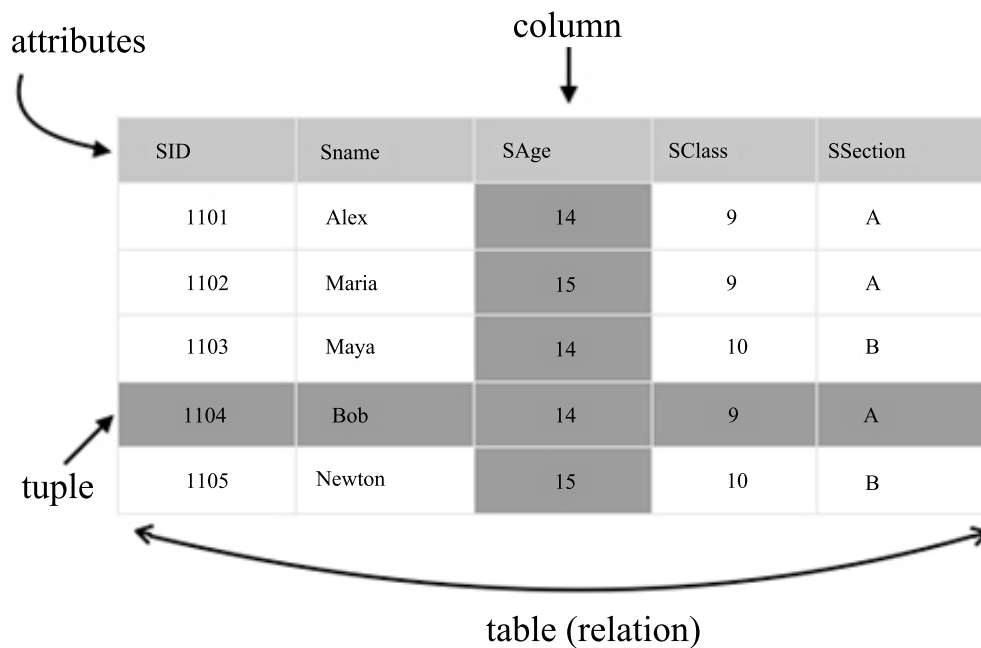 column
attributes
SID Sname SAge SClass SSection
1101 Alex 14 9 A
1102 Maria 15 9 A
1103 Maya 14 10 B
1104 Bob 14 9 A
tuple
1105 Newton 15 10 B
table (relation)